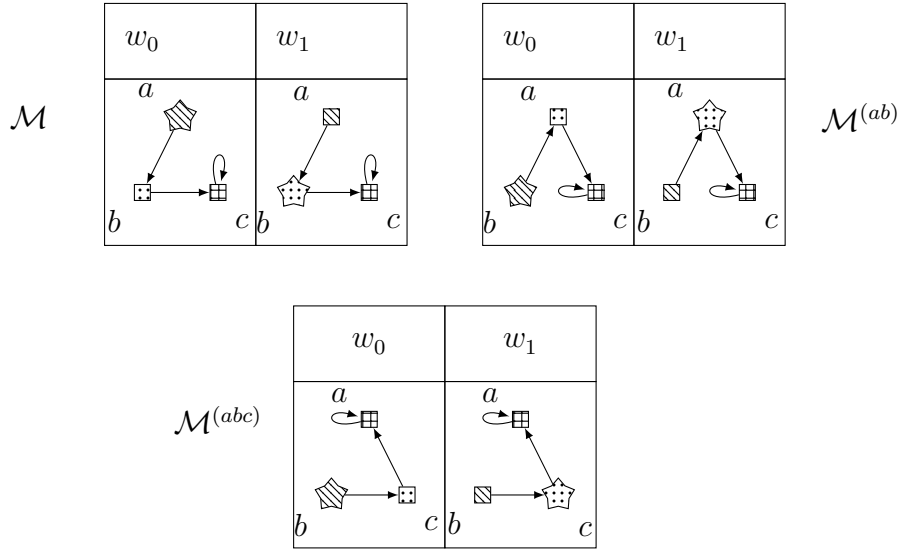 w₀ w₁ w₀ w₁
a a a a
ℳ ℳ⁽ᵃᵇ⁾
b c b c b c b c
w₀ w₁
a a
ℳ⁽ᵃᵇᶜ⁾
b c b c